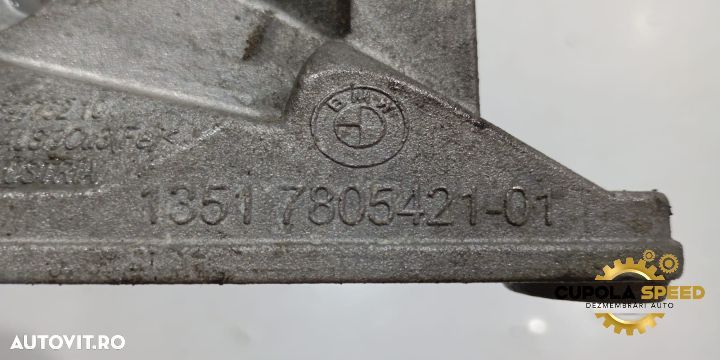 BMW
1351 7805421-01
CUPOLA SPEED
DEZMEMBRARI AUTO
AUTOVIT.RO